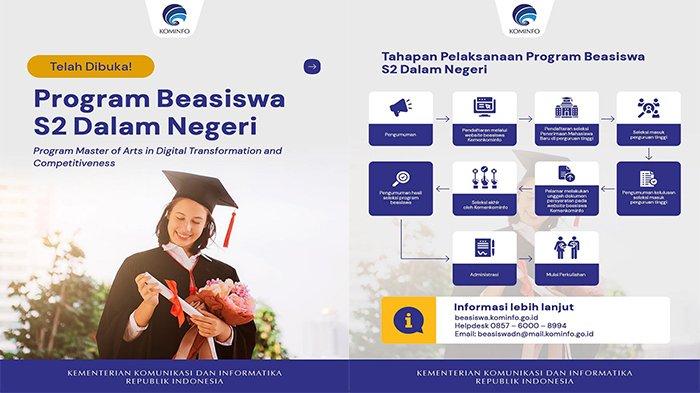 KOMINFO
Telah Dibuka!
Program Beasiswa
S2 Dalam Negeri
Program Master of Arts in Digital Transformation and
Competitiveness
KEMENTERIAN KOMUNIKASI DAN INFORMATIKA
REPUBLIK INDONESIA
KOMINFO
Tahapan Pelaksanaan Program Beasiswa
S2 Dalam Negeri
Pengumuman
Pendaftaran melalui
website beasiswa
Kemenkominfo
Pendaftaran seleksi
Penerimaan Mahasiswa
Baru di perguruan tinggi
Seleksi masuk
perguruan tinggi
Pengumuman kelulusan
seleksi masuk
perguruan tinggi
Pelamar melakukan
unggah dokumen
persyaratan pada
website beasiswa
Kemenkominfo
Seleksi akhir
oleh Kemenkominfo
Pengumuman hasil
seleksi program
beasiswa
Administrasi
Mulai Perkuliahan
Informasi lebih lanjut
beasiswa.kominfo.go.id
Helpdesk 0857 – 6000 – 8994
Email: beasiswadn@mail.kominfo.go.id
KEMENTERIAN KOMUNIKASI DAN INFORMATIKA
REPUBLIK INDONESIA